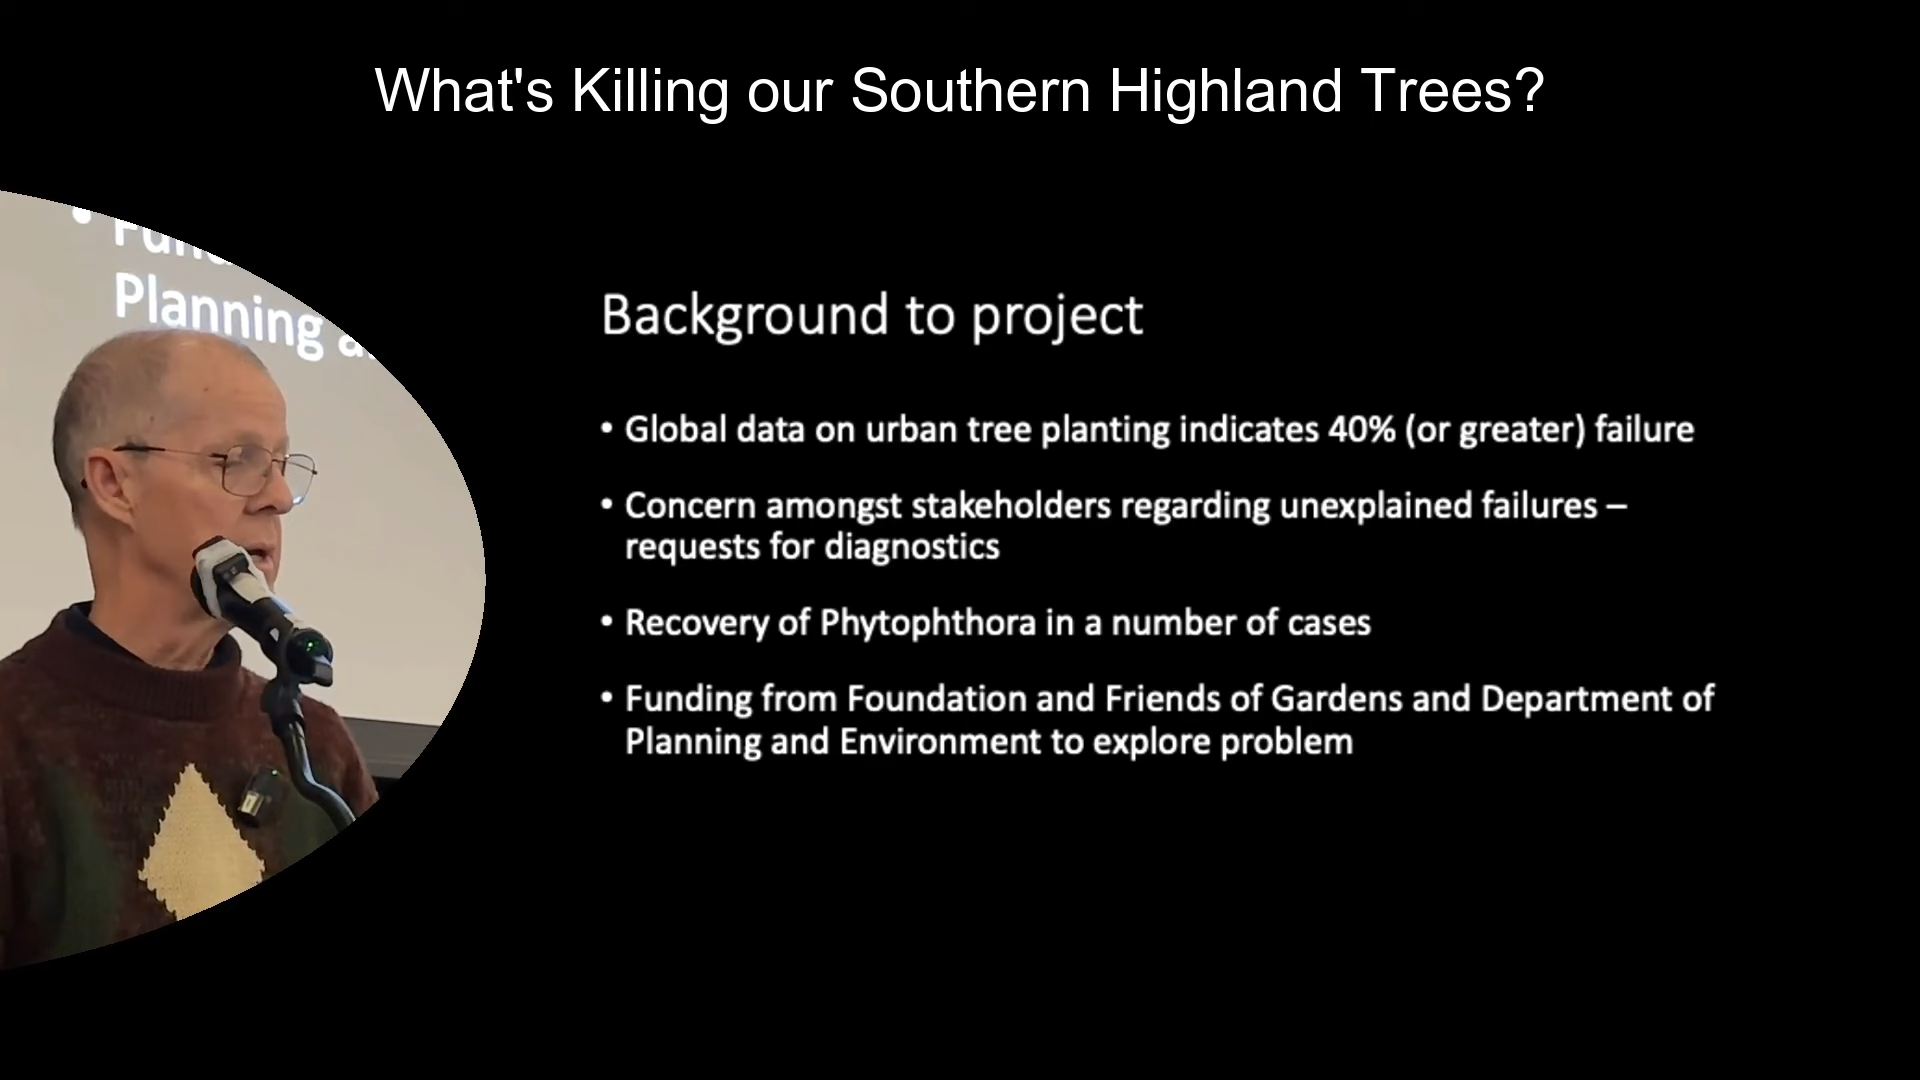 What's Killing our Southern Highland Trees?
Planning
Background to project
• Global data on urban tree planting indicates 40% (or greater) failure
• Concern amongst stakeholders regarding unexplained failures –
requests for diagnostics
• Recovery of Phytophthora in a number of cases
• Funding from Foundation and Friends of Gardens and Department of
Planning and Environment to explore problem